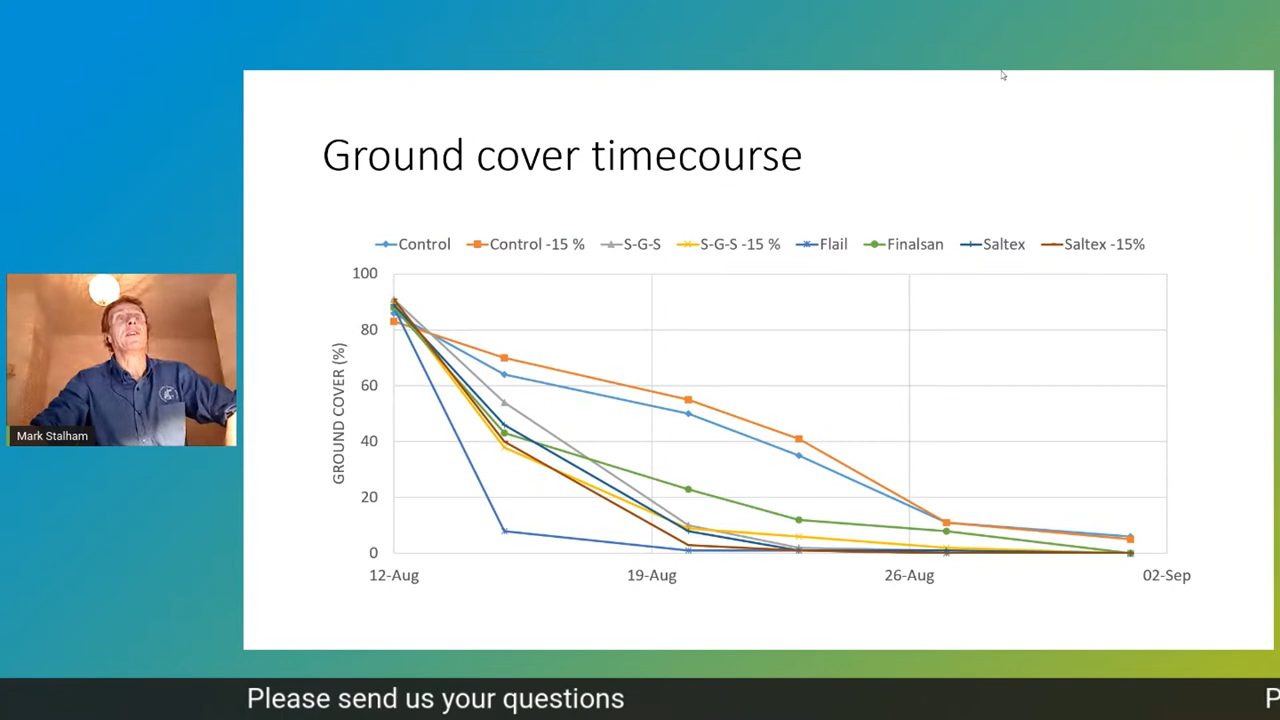 Ground cover timecourse
Control Control -15 % S-G-S S-G-S -15 % Flail Finalsan Saltex Saltex -15%
100
80
60
40
20
0
GROUND COVER (%)
12-Aug 19-Aug 26-Aug 02-Sep
Mark Stalham
Please send us your questions P